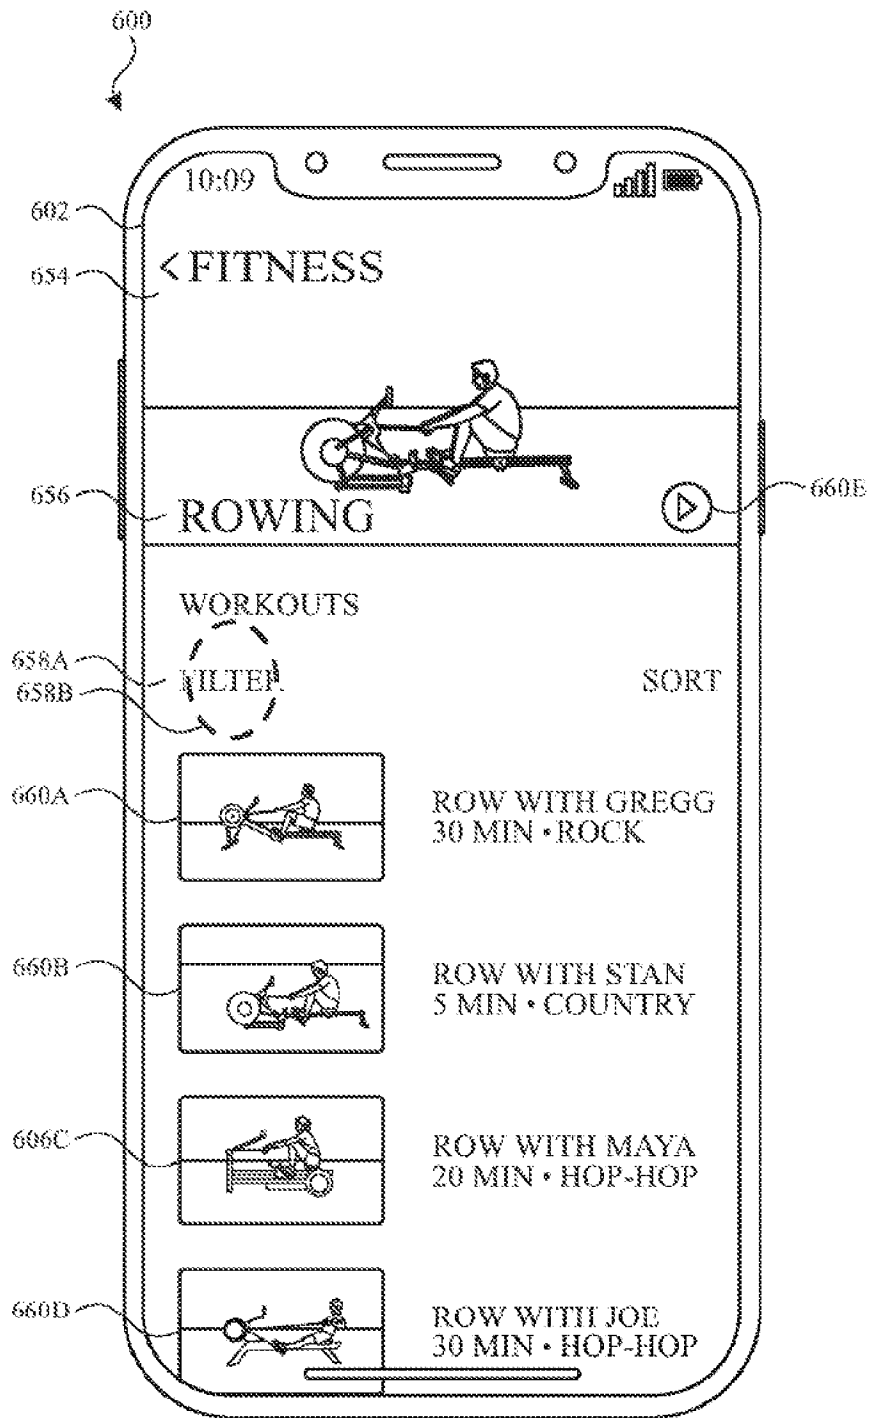 600
10:09
602
< FITNESS
654
656
ROWING
660E
WORKOUTS
658A
FILTER
SORT
658B
660A
ROW WITH GREGG
30 MIN • ROCK
660B
ROW WITH STAN
5 MIN • COUNTRY
606C
ROW WITH MAYA
20 MIN • HOP-HOP
660D
ROW WITH JOE
30 MIN • HOP-HOP